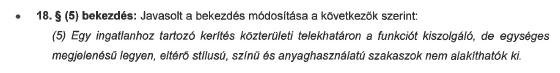 • 18. § (5) bekezdés: Javasolt a bekezdés módosítása a következők szerint:
(5) Egy ingatlanhoz tartozó kerítés közterületi telekhatáron a funkciót kiszolgáló, de egységes
megjelenésű legyen, eltérő stílusú, színű és anyaghasználatú szakaszok nem alakíthatók ki.